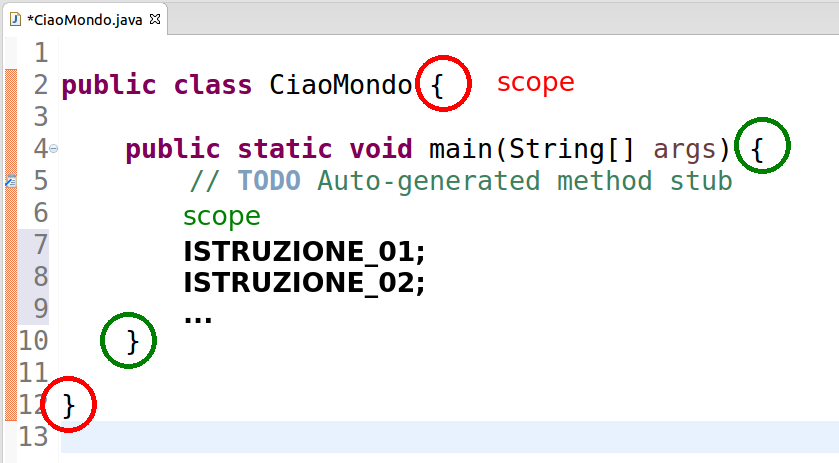 *CiaoMondo.java
1
2 public class CiaoMondo { scope
3
4 public static void main(String[] args) {
5 // TODO Auto-generated method stub
6 scope
7 ISTRUZIONE_01;
8 ISTRUZIONE_02;
9 ...
10 }
11
12 }
13